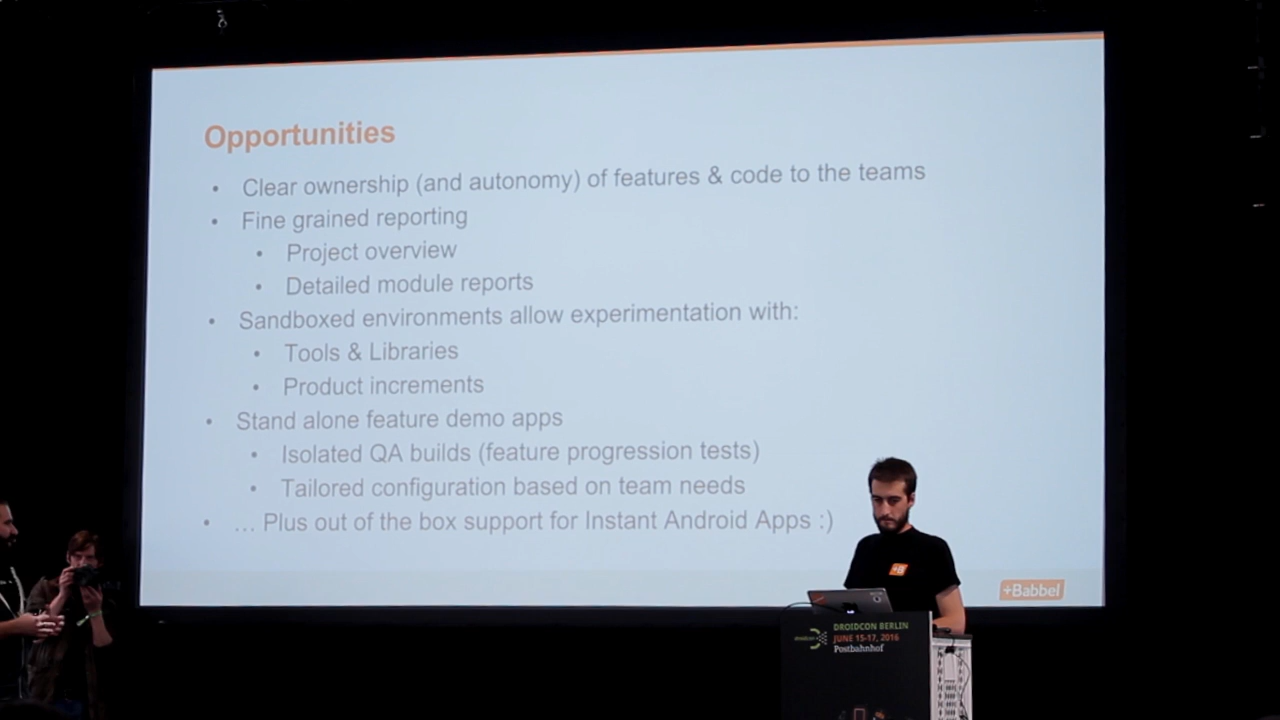 Opportunities
• Clear ownership (and autonomy) of features & code to the teams
• Fine grained reporting
• Project overview
• Detailed module reports
• Sandboxed environments allow experimentation with:
• Tools & Libraries
• Product increments
• Stand alone feature demo apps
• Isolated QA builds (feature progression tests)
• Tailored configuration based on team needs
• … Plus out of the box support for Instant Android Apps :)
+Babbel
+B
droidcon
DROIDCON BERLIN
JUNE 15-17, 2016
Postbahnhof